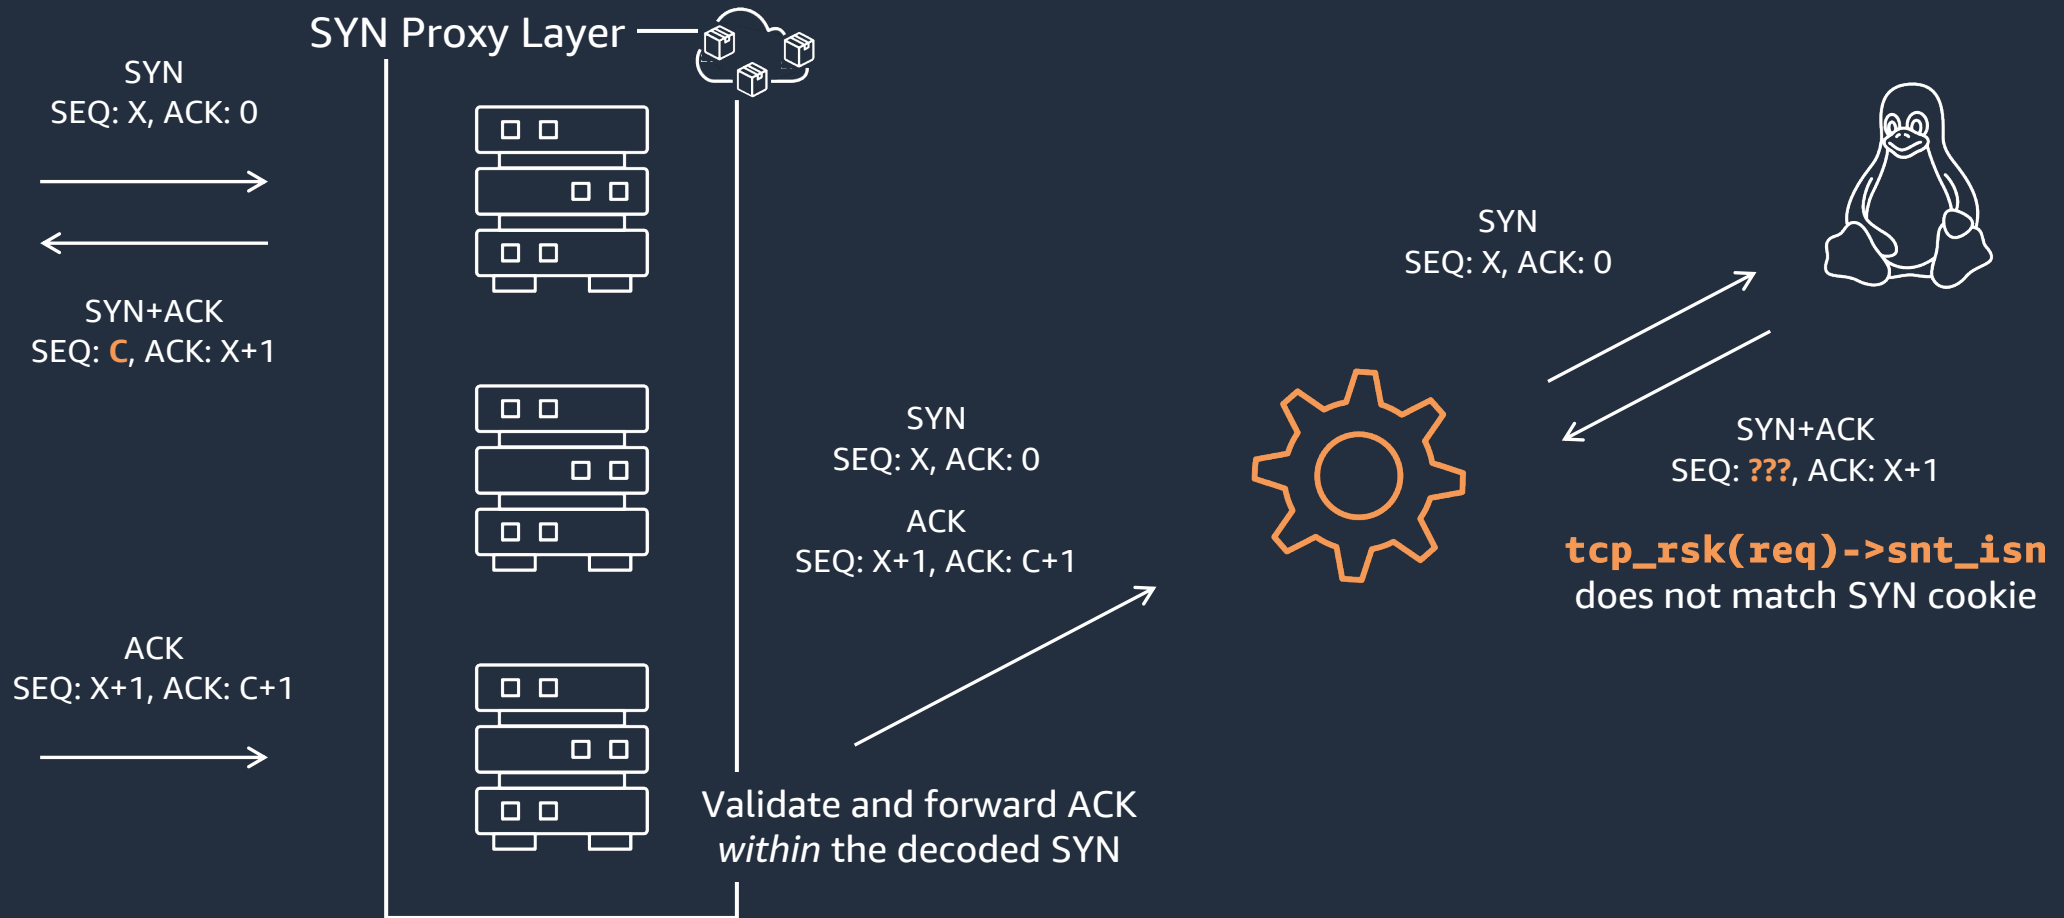 SYN Proxy Layer
SYN
SEQ: X, ACK: 0
SYN+ACK
SEQ: C, ACK: X+1
ACK
SEQ: X+1, ACK: C+1
SYN
SEQ: X, ACK: 0
ACK
SEQ: X+1, ACK: C+1
Validate and forward ACK
within the decoded SYN
SYN
SEQ: X, ACK: 0
SYN+ACK
SEQ: ???, ACK: X+1
tcp_rsk(req)->snt_isn
does not match SYN cookie